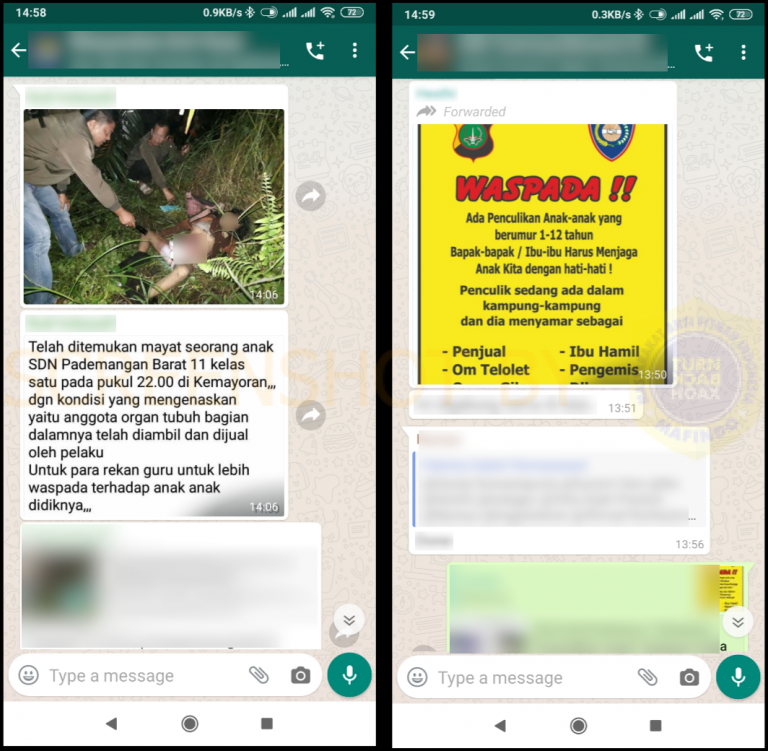 14:58
0.9KB/s
72
14:06
Telah ditemukan mayat seorang anak
SDN Pademangan Barat 11 kelas
satu pada pukul 22.00 di Kemayoran,,,
dgn kondisi yang mengenaskan
yaitu anggota organ tubuh bagian
dalamnya telah diambil dan dijual
oleh pelaku
Untuk para rekan guru untuk lebih
waspada terhadap anak anak
didiknya,,,
14:06
Type a message
14:59
0.3KB/s
72
Forwarded
WASPADA !!
Ada Penculikan Anak-anak yang
berumur 1-12 tahun
Bapak-bapak / Ibu-ibu Harus Menjaga
Anak Kita dengan hati-hati !
Penculik sedang ada dalam
kampung-kampung
dan dia menyamar sebagai
- Penjual - Ibu Hamil
- Om Telolet - Pengemis
13:50
13:51
13:56
Type a message
SCREENSHOT BY
TURN
HOAX
MAFINDO